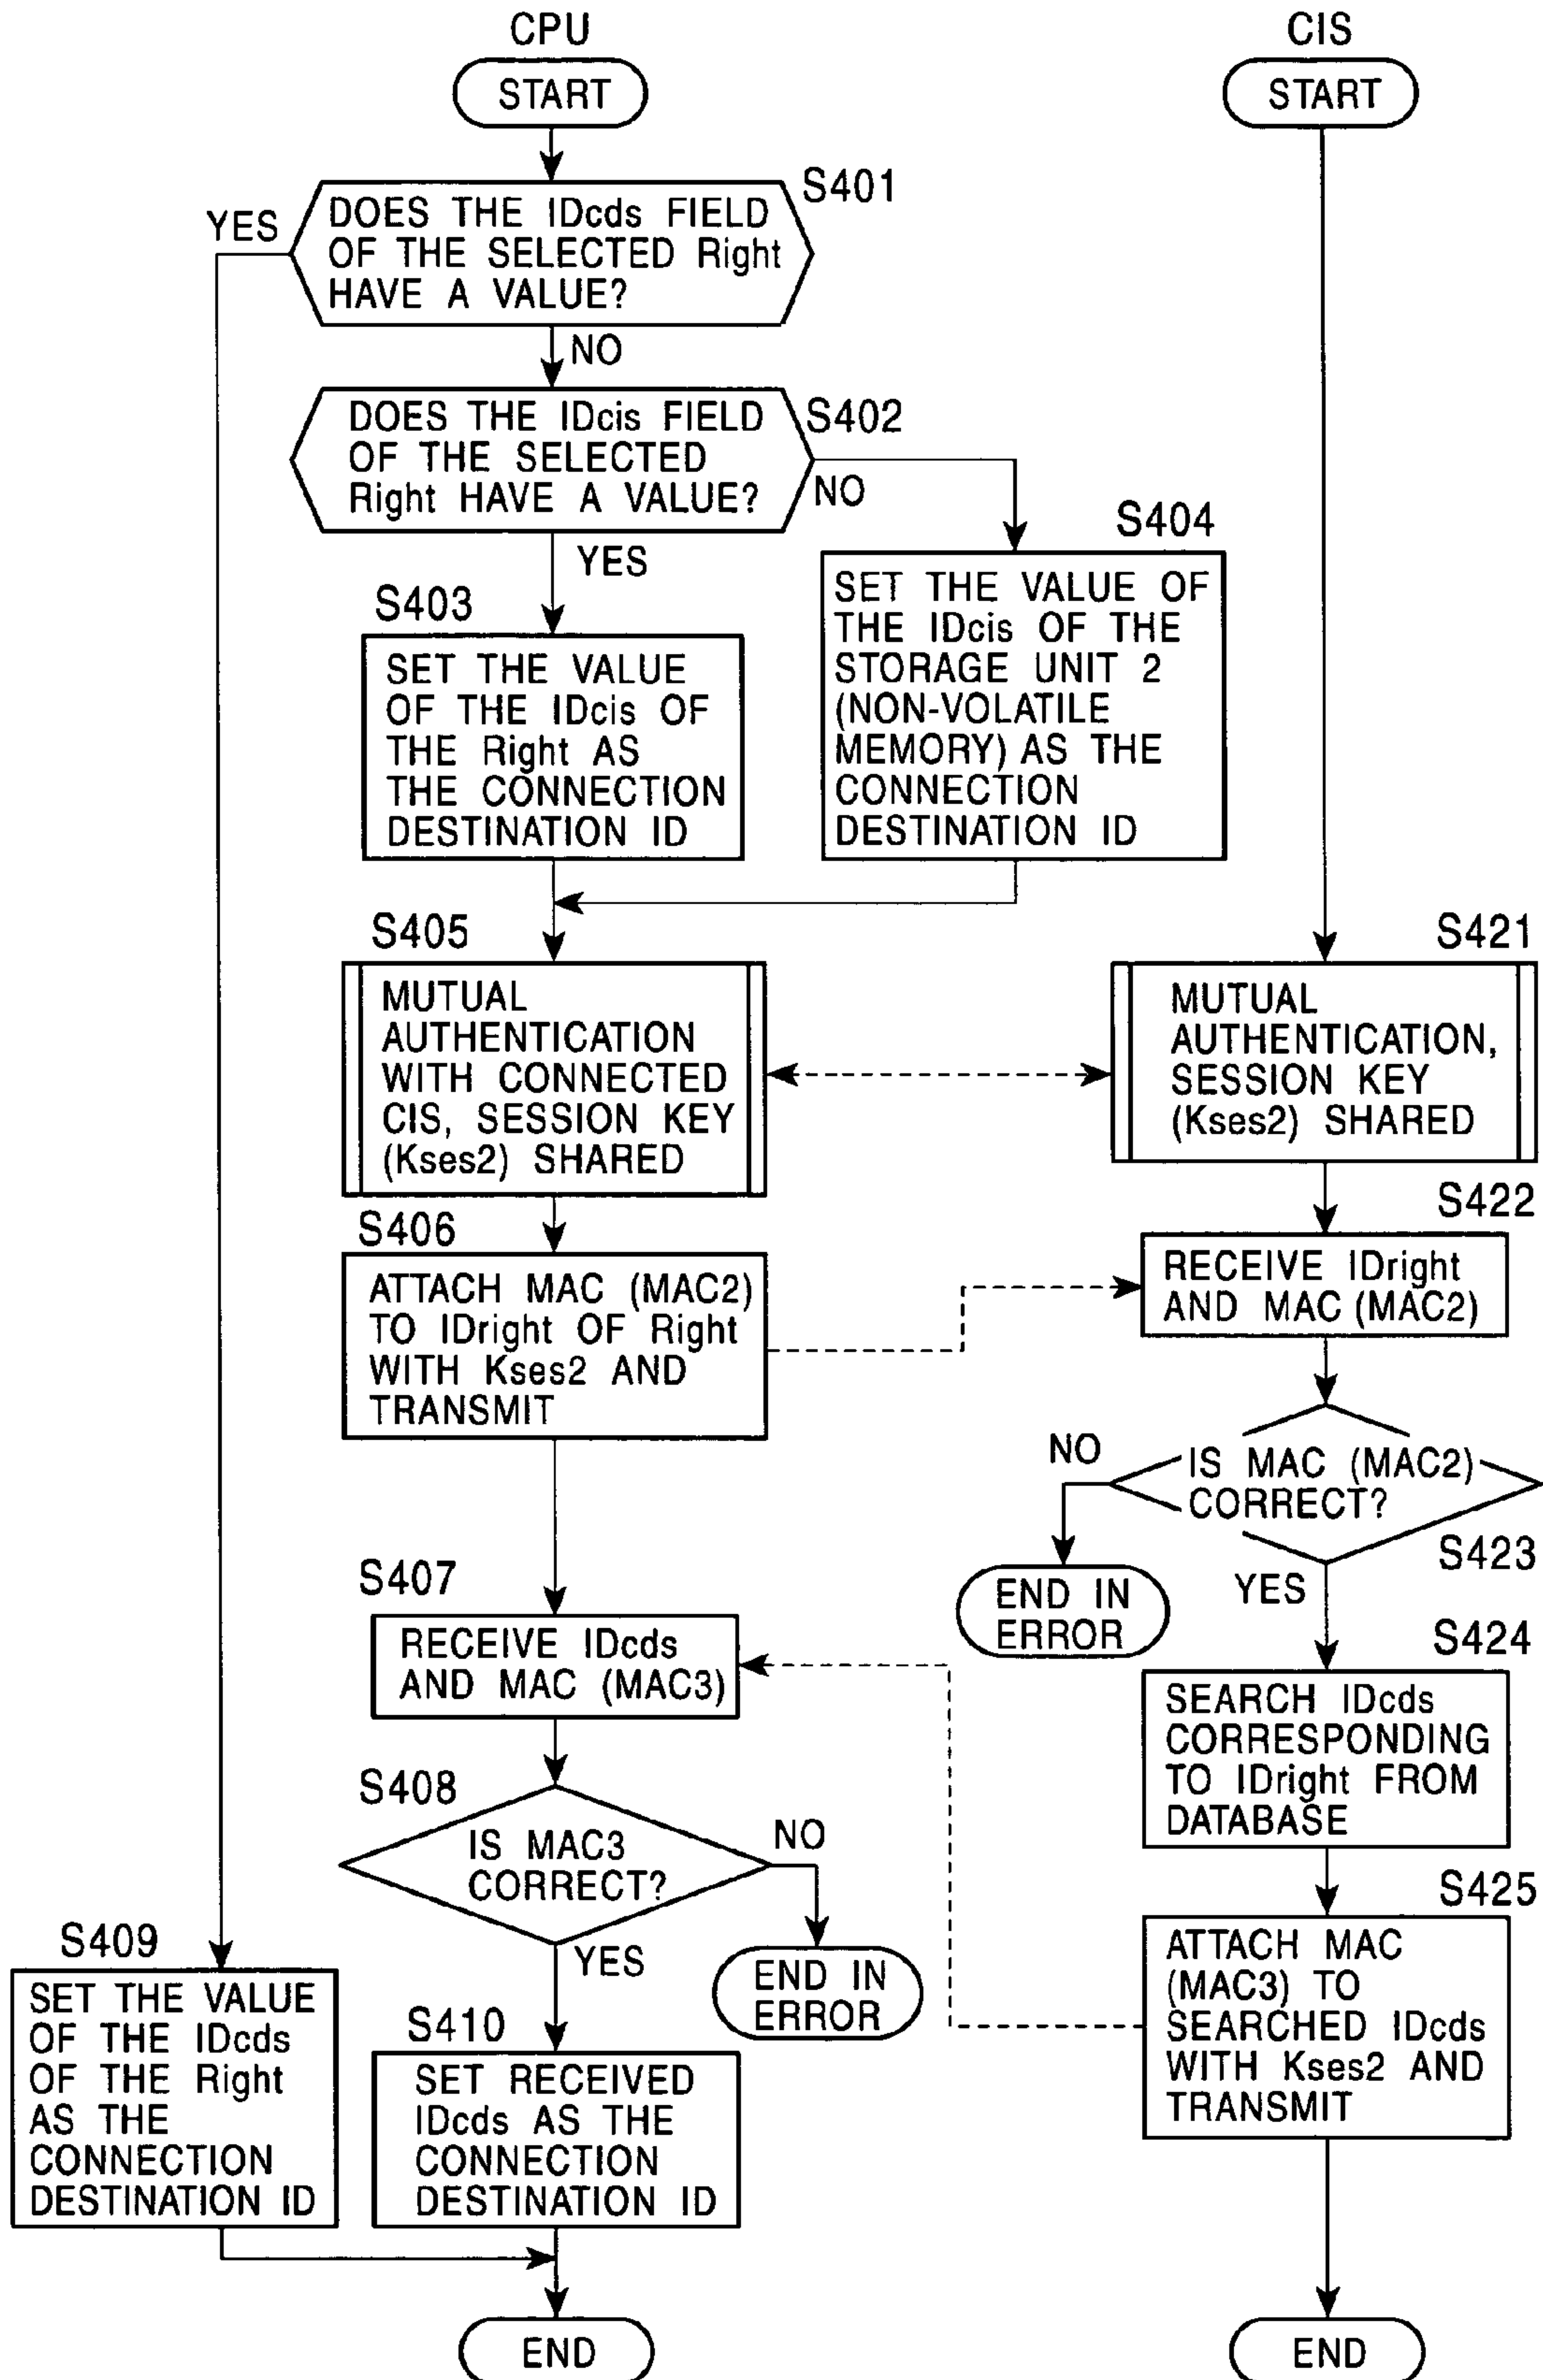 CPU
START
S401
DOES THE IDcds FIELD
OF THE SELECTED Right
HAVE A VALUE?
YES
NO
S402
DOES THE IDcis FIELD
OF THE SELECTED
Right HAVE A VALUE?
NO
YES
S403
SET THE VALUE
OF THE IDcis OF
THE Right AS
THE CONNECTION
DESTINATION ID
S404
SET THE VALUE OF
THE IDcis OF THE
STORAGE UNIT 2
(NON-VOLATILE
MEMORY) AS THE
CONNECTION
DESTINATION ID
S405
MUTUAL
AUTHENTICATION
WITH CONNECTED
CIS, SESSION KEY
(Kses2) SHARED
S406
ATTACH MAC (MAC2)
TO IDright OF Right
WITH Kses2 AND
TRANSMIT
S407
RECEIVE IDcds
AND MAC (MAC3)
S408
IS MAC3
CORRECT?
NO
END IN
ERROR
YES
S409
SET THE VALUE
OF THE IDcds
OF THE Right
AS THE
CONNECTION
DESTINATION ID
S410
SET RECEIVED
IDcds AS THE
CONNECTION
DESTINATION ID
END
CIS
START
S421
MUTUAL
AUTHENTICATION,
SESSION KEY
(Kses2) SHARED
S422
RECEIVE IDright
AND MAC (MAC2)
NO
IS MAC (MAC2)
CORRECT?
S423
END IN
ERROR
YES
S424
SEARCH IDcds
CORRESPONDING
TO IDright FROM
DATABASE
S425
ATTACH MAC
(MAC3) TO
SEARCHED IDcds
WITH Kses2 AND
TRANSMIT
END